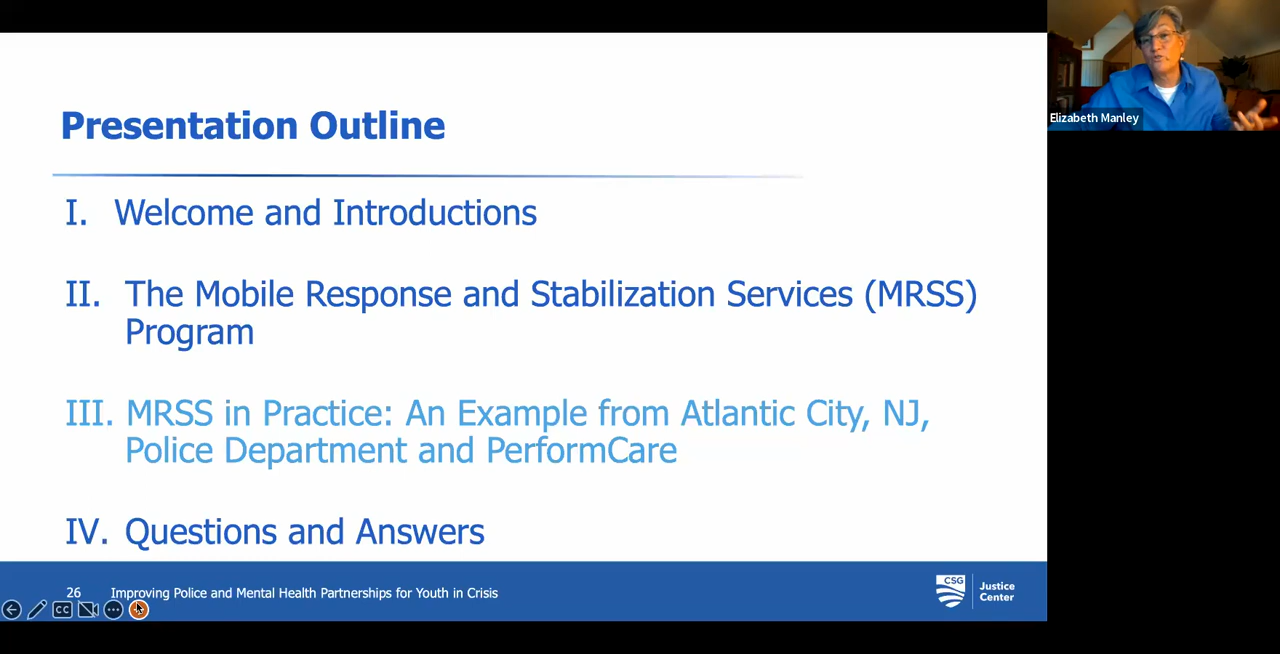 Presentation Outline
I. Welcome and Introductions
II. The Mobile Response and Stabilization Services (MRSS)
Program
III. MRSS in Practice: An Example from Atlantic City, NJ,
Police Department and PerformCare
IV. Questions and Answers
26 Improving Police and Mental Health Partnerships for Youth in Crisis
CSG Justice
Center
CC
Elizabeth Manley